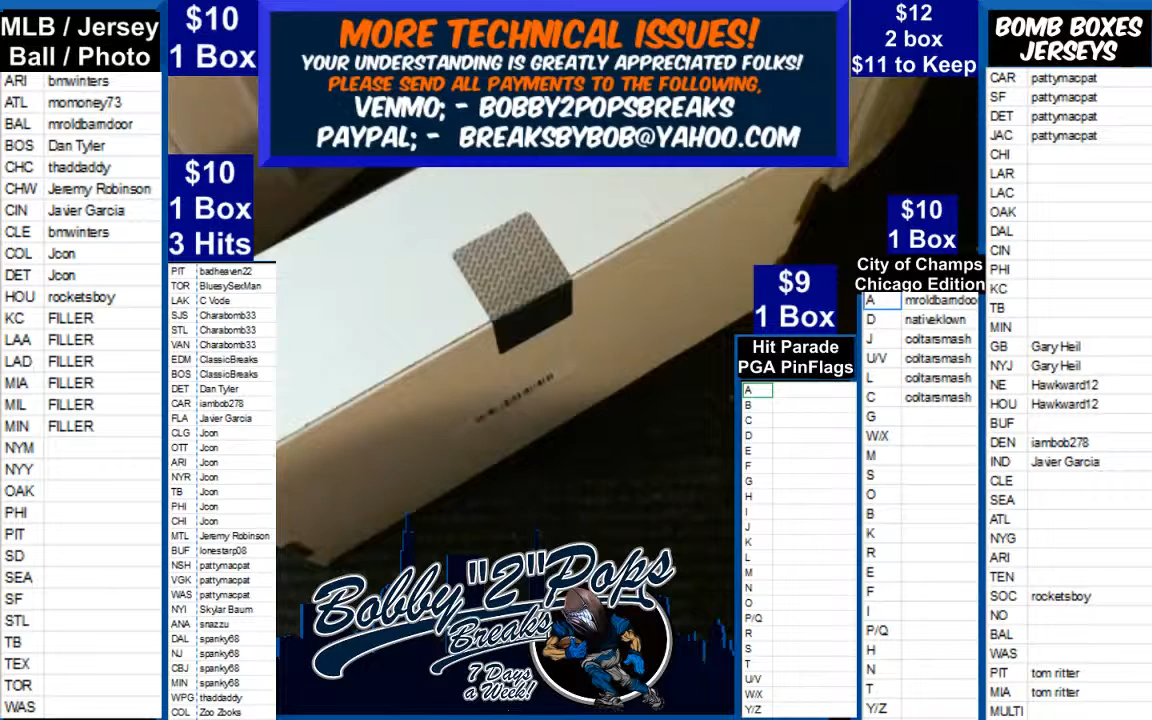 MLB / Jersey
Ball / Photo
ARI bmwinters
ATL momoney73
BAL mroldbarndoor
BOS Dan Tyler
CHC thaddaddy
CHW Jeremy Robinson
CIN Javier Garcia
CLE bmwinters
COL Jcon
DET Jcon
HOU rocketsboy
KC FILLER
LAA FILLER
LAD FILLER
MIA FILLER
MIL FILLER
MIN FILLER
NYM
NYY
OAK
PHI
PIT
SD
SEA
SF
STL
TB
TEX
TOR
WAS
$10
1 Box
$10
1 Box
3 Hits
PIT badheaven22
TOR BluesySexMan
LAK C Vode
SJS Charabomb33
STL Charabomb33
VAN Charabomb33
EDM ClassicBreaks
BOS ClassicBreaks
DET Dan Tyler
CAR iambob278
FLA Javier Garcia
CLG Jcon
OTT Jcon
ARI Jcon
NYR Jcon
TB Jcon
PHI Jcon
CHI Jcon
MTL Jeremy Robinson
BUF lonestarp08
NSH pattymacpat
VGK pattymacpat
WAS pattymacpat
NYI Skylar Baum
ANA snazzu
DAL spanky68
NJ spanky68
CBJ spanky68
MIN spanky68
WPG thaddaddy
COL Zoo Zboks
MORE TECHNICAL ISSUES!
YOUR UNDERSTANDING IS GREATLY APPRECIATED FOLKS!
PLEASE SEND ALL PAYMENTS TO THE FOLLOWING,
VENMO; - BOBBY2POPSBREAKS
PAYPAL; - BREAKSBYBOB@YAHOO.COM
Bobby "2" Pops
Breaks
7 Days
a Week!
$9
1 Box
Hit Parade
PGA PinFlags
A
B
C
D
E
F
G
H
I
J
K
L
M
N
O
P/Q
R
S
T
U/V
W/X
Y/Z
$12
2 box
$11 to Keep
$10
1 Box
City of Champs
Chicago Edition
A mroldbarndoo
D nativeklown
J coltarsmash
U/V coltarsmash
L coltarsmash
C coltarsmash
G
W/X
M
S
O
B
K
R
E
F
I
P/Q
H
N
T
Y/Z
BOMB BOXES
JERSEYS
CAR pattymacpat
SF pattymacpat
DET pattymacpat
JAC pattymacpat
CHI
LAR
LAC
OAK
DAL
CIN
PHI
KC
TB
MIN
GB Gary Heil
NYJ Gary Heil
NE Hawkward12
HOU Hawkward12
BUF
DEN iambob278
IND Javier Garcia
CLE
SEA
ATL
NYG
ARI
TEN
SOC rocketsboy
NO
BAL
WAS
PIT tom ritter
MIA tom ritter
MULTI